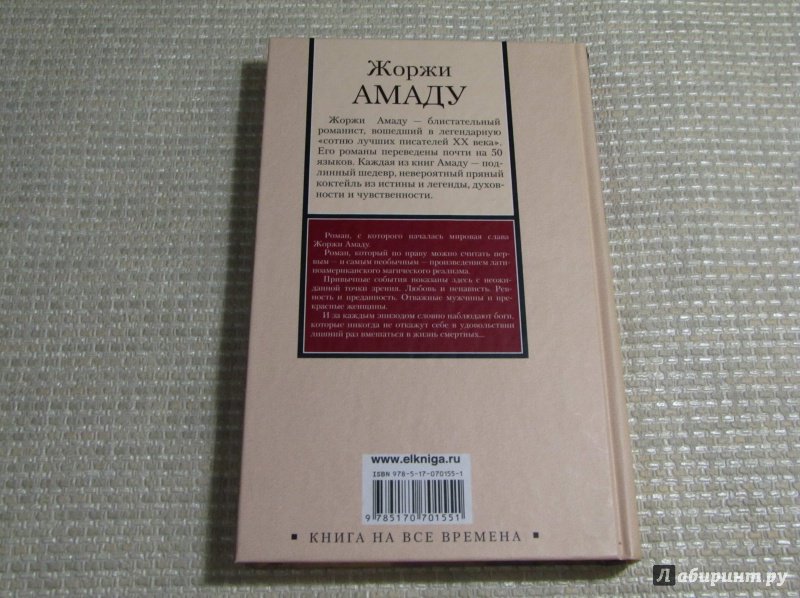 Жоржи
АМАДУ
Жоржи Амаду — блистательный
романист, вошедший в легендарную
«сотню лучших писателей XX века».
Его романы переведены почти на 50
языков. Каждая из книг Амаду — под-
линный шедевр, невероятный пряный
коктейль из истины и легенды, духов-
ности и чувственности.
Роман, с которого началась мировая слава
Жоржи Амаду.
Роман, который по праву можно считать пер-
вым — и самым необычным — произведением лати-
ноамериканского магического реализма.
Привычные события показаны здесь с неожи-
данной точки зрения. Любовь и ненависть. Рев-
ность и преданность. Отважные мужчины и пре-
красные женщины.
И за каждым эпизодом словно наблюдают боги,
которые никогда не откажут себе в удовольствии
лишний раз вмешаться в жизнь смертных...
www.elkniga.ru
ISBN 978-5-17-070155-1
9 785170 701551
▪ КНИГА НА ВСЕ ВРЕМЕНА ▪
Лабиринт.ру